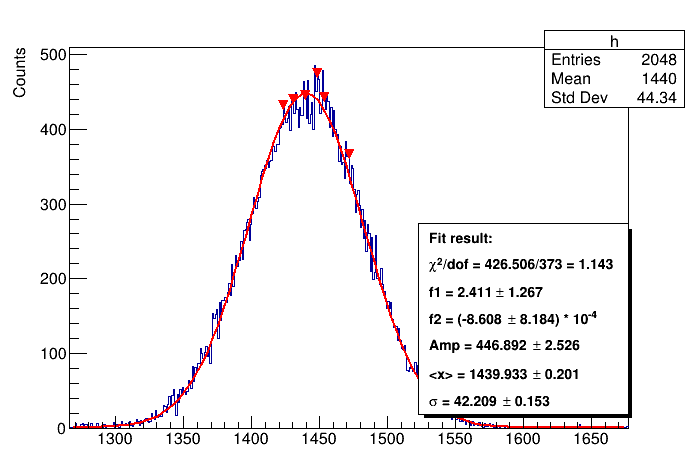 h
Entries 2048
Mean 1440
Std Dev 44.34
Counts
500
400
300
200
100
0
Fit result:
χ²/dof = 426.506/373 = 1.143
f1 = 2.411 ± 1.267
f2 = (-8.608 ± 8.184) * 10⁻⁴
Amp = 446.892 ± 2.526
<x> = 1439.933 ± 0.201
σ = 42.209 ± 0.153
1300 1350 1400 1450 1500 1550 1600 1650